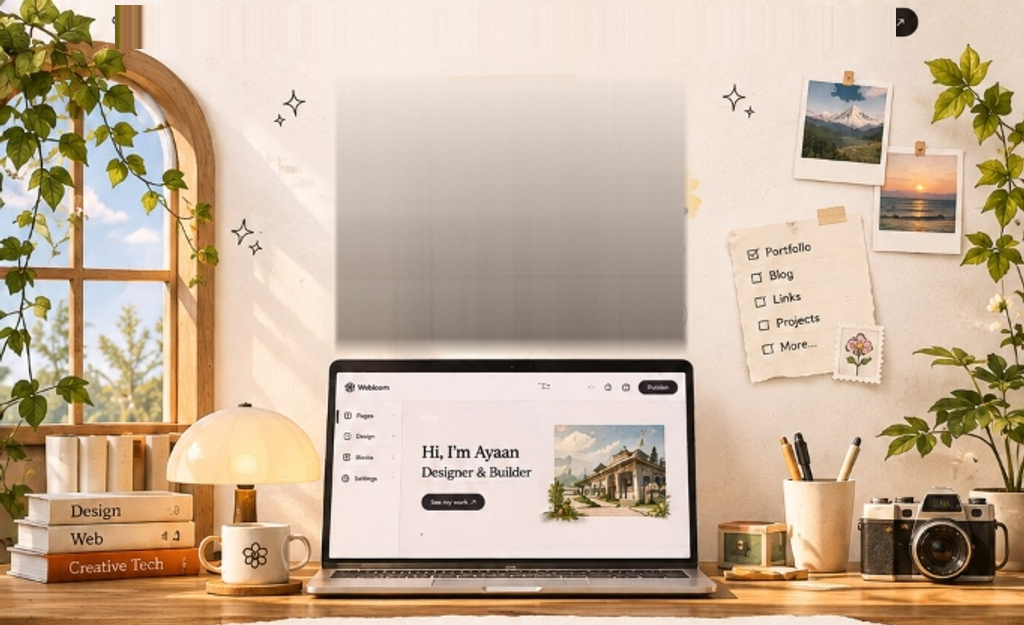 Portfolio
Blog
Links
Projects
More...
Webloom
Publish
Pages
Design
Blocks
Settings
Hi, I'm Ayaan
Designer & Builder
See my work ↗
Design
Web
Creative Tech